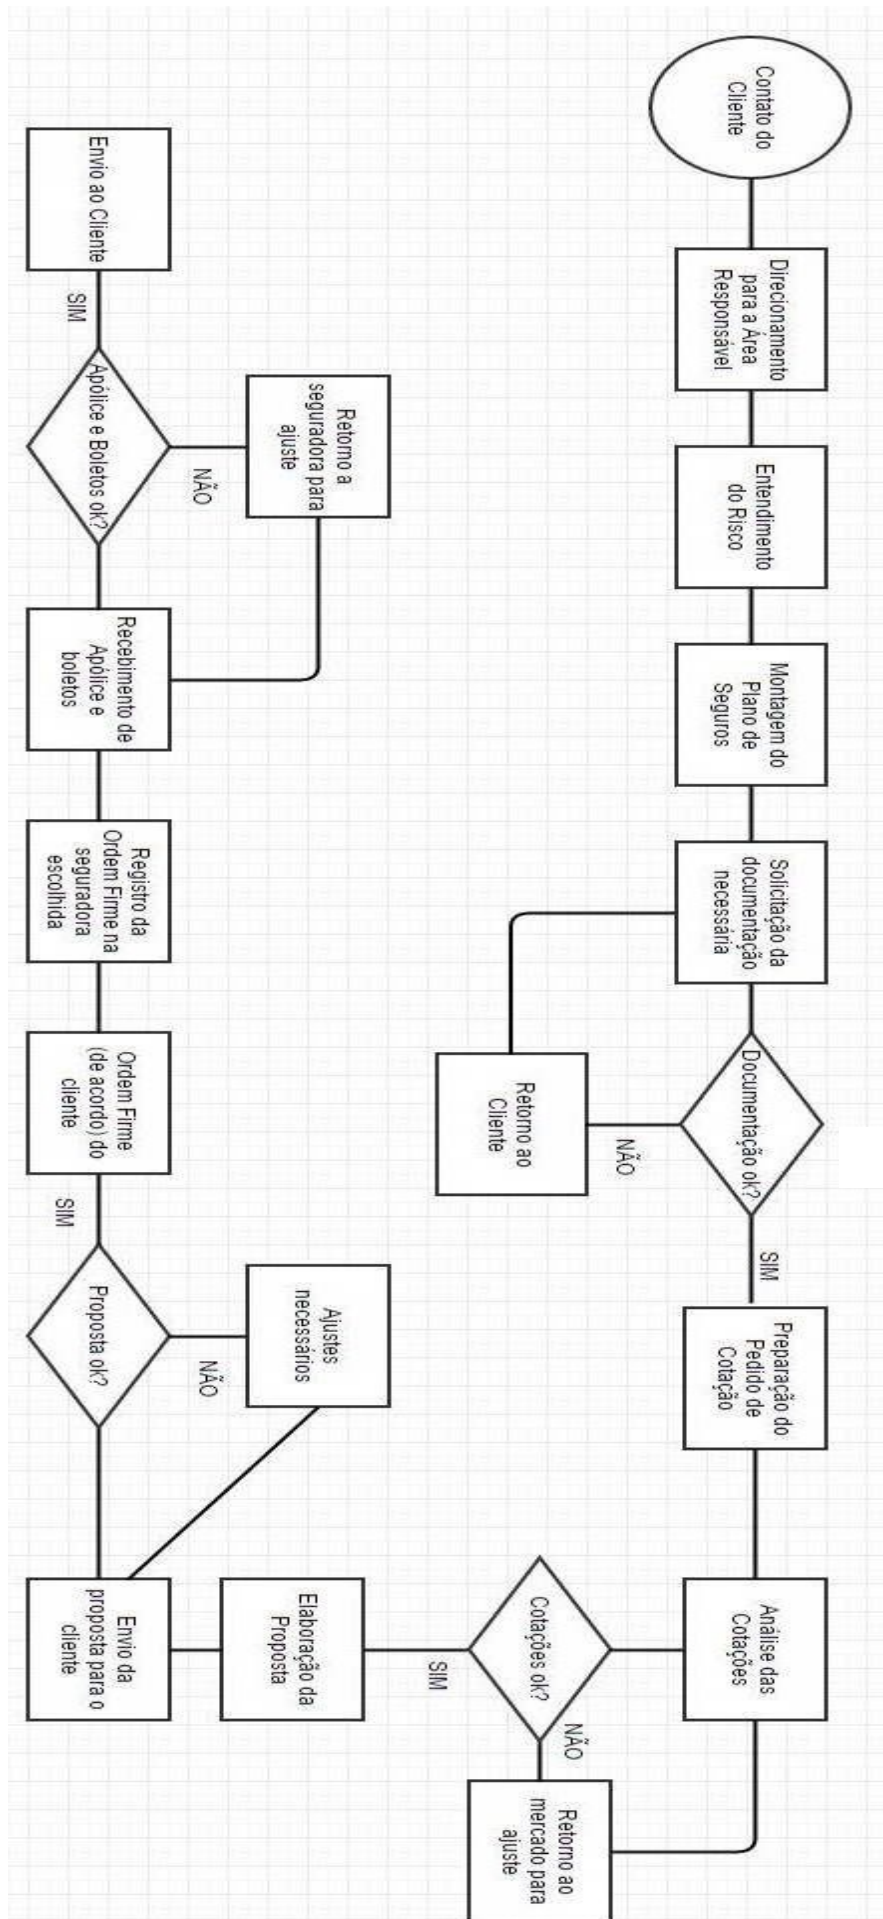 Contato do
Cliente
Direcionamento
para a Área
Responsável
Entendimento
do Risco
Montagem do
Plano de
Seguros
Solicitação da
documentação
necessária
Documentação ok?
NÃO
Retorno ao
Cliente
SIM
Preparação do
Pedido de
Cotação
Análise das
Cotações
Cotações ok?
NÃO
Retorno ao
mercado para
ajuste
SIM
Elaboração da
Proposta
Envio da
proposta para o
cliente
Proposta ok?
NÃO
Ajustes
necessários
SIM
Ordem Firme
(de acordo) do
cliente
Registro da
Ordem Firme na
seguradora
escolhida
Recebimento de
Apólice e
boletos
Apólice e Boletos ok?
NÃO
Retorno a
seguradora para
ajuste
SIM
Envio ao Cliente